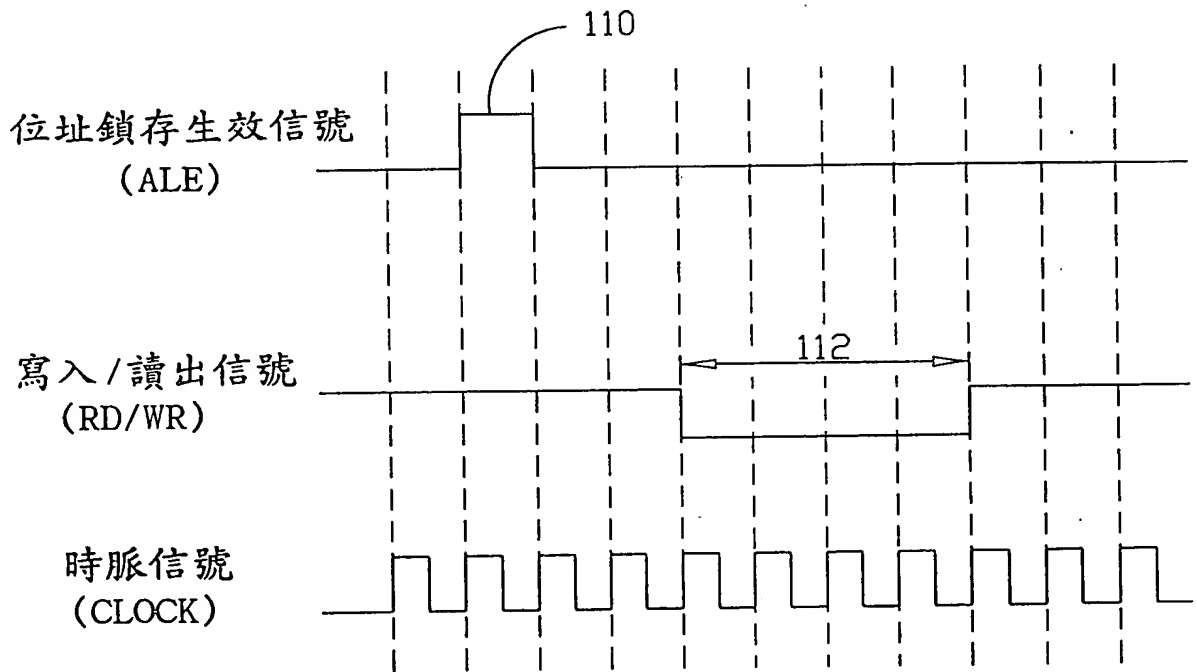 110
位址鎖存生效信號
(ALE)
112
寫入/讀出信號
(RD/WR)
時脈信號
(CLOCK)